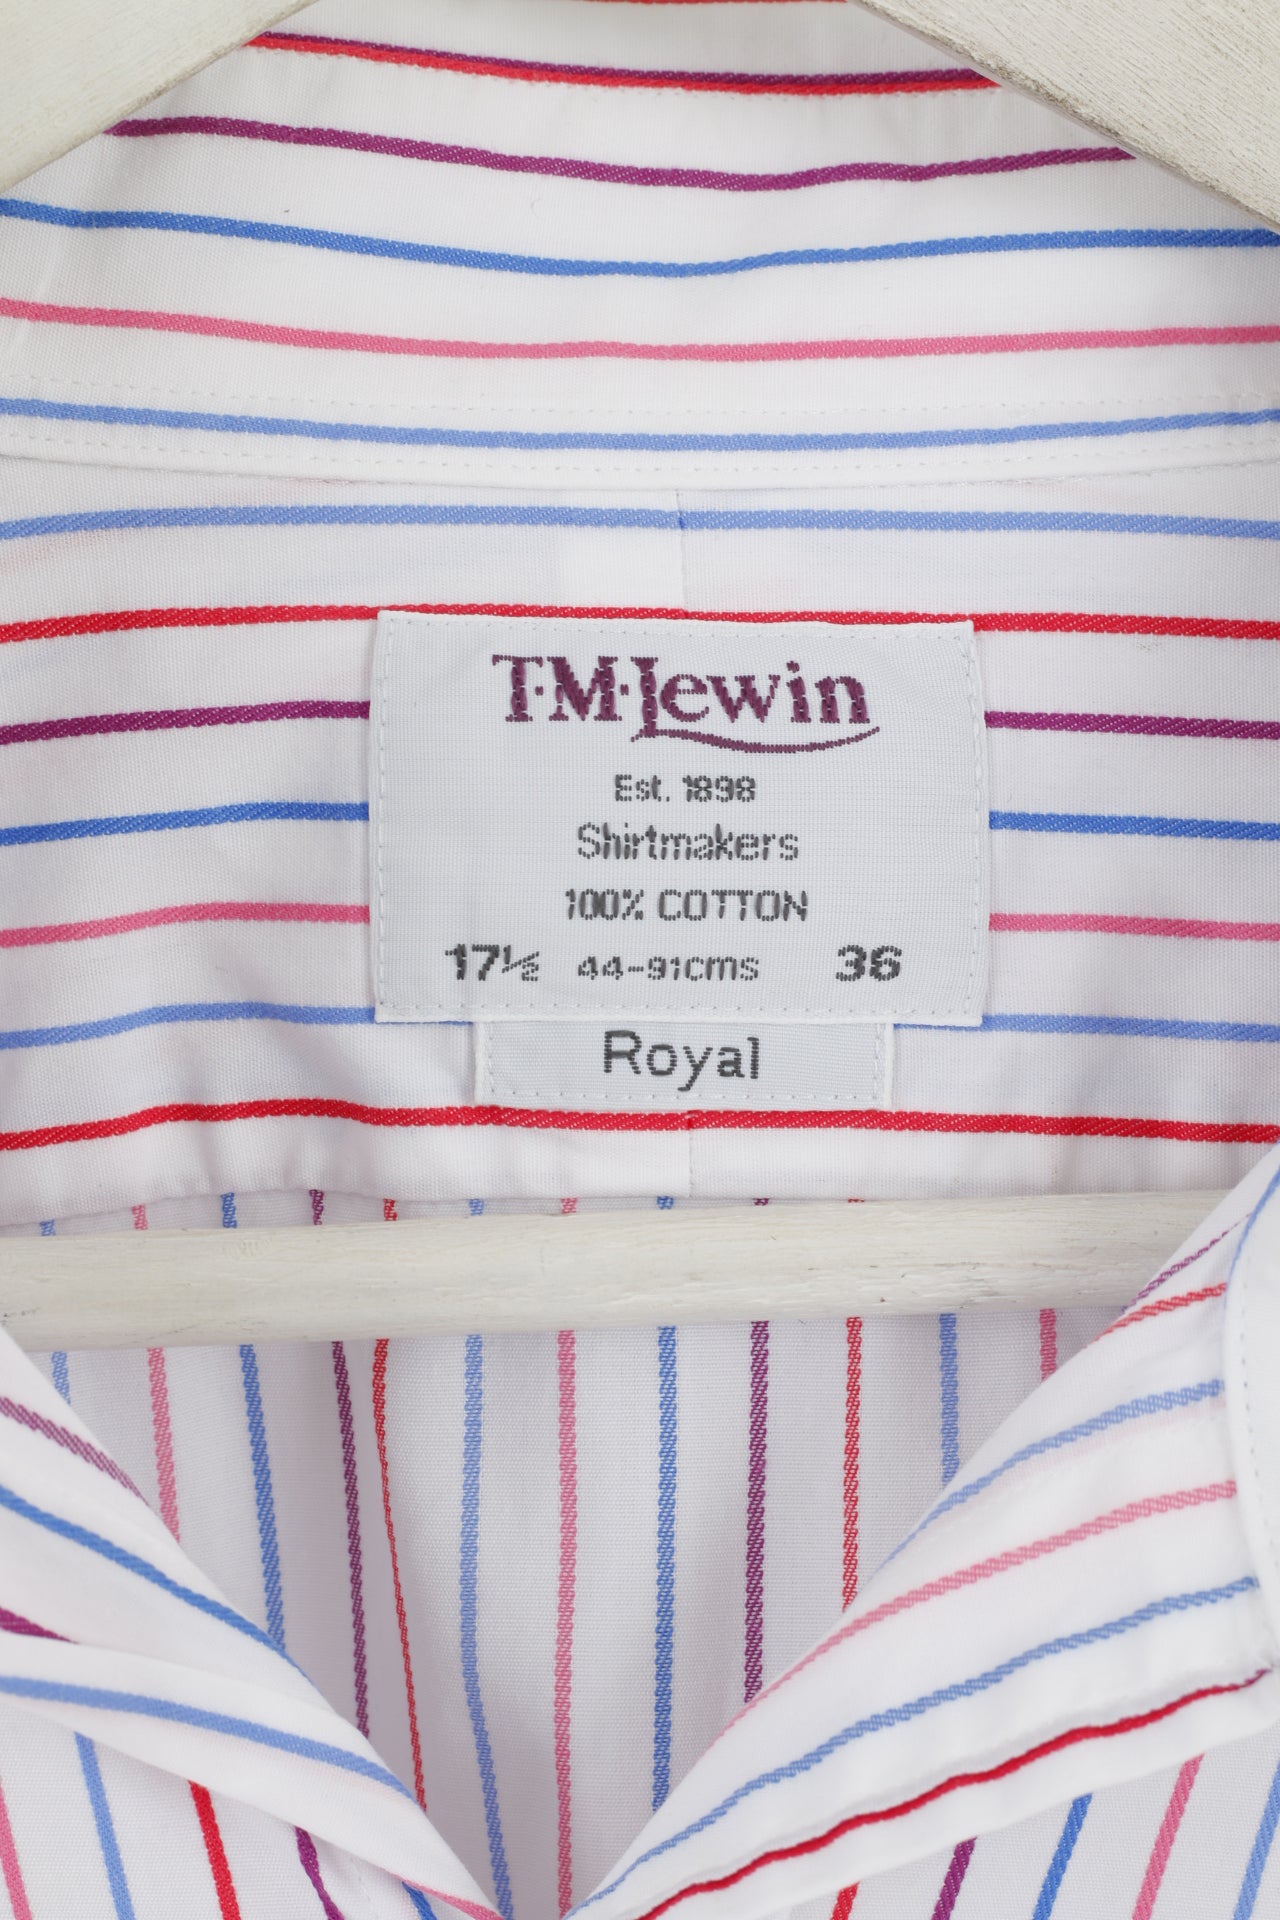 T·M·Lewin
Est. 1898
Shirtmakers
100% COTTON
17½ 44-91cms 36
Royal